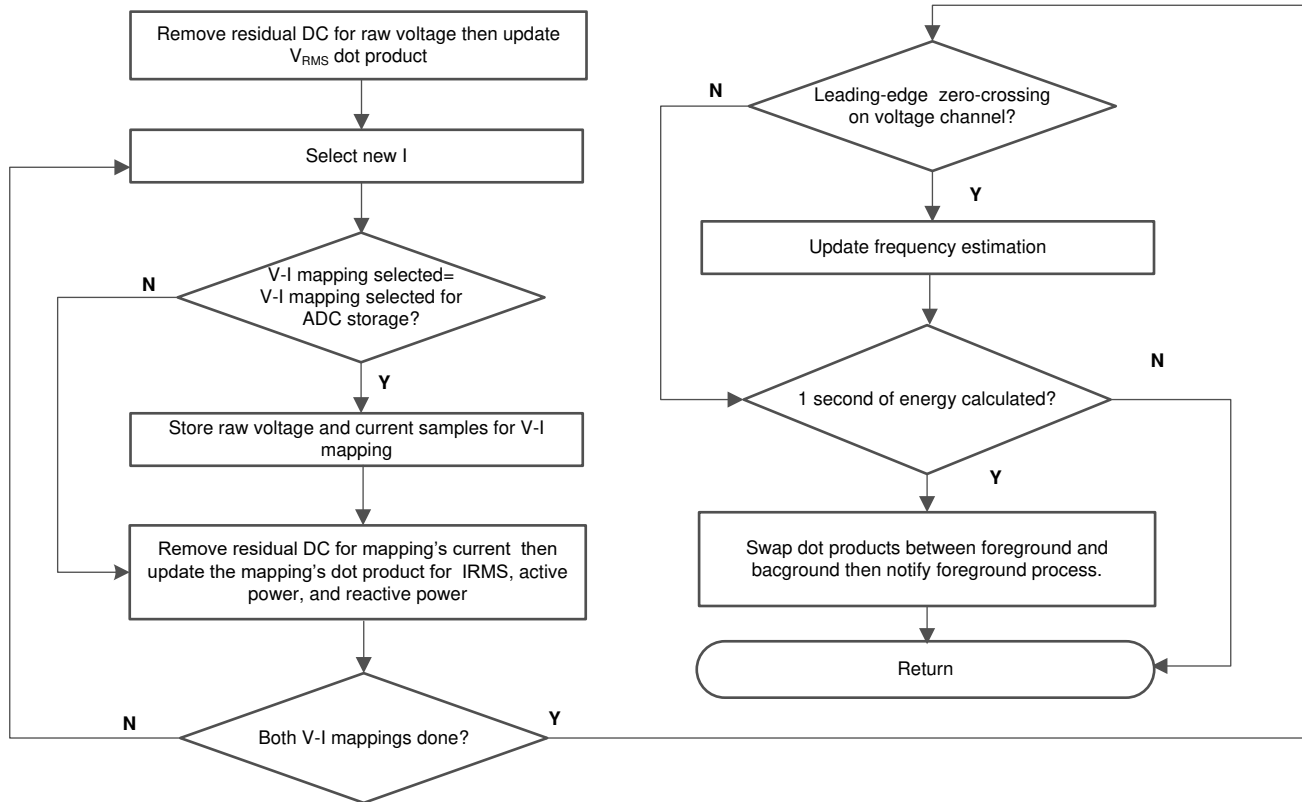 Remove residual DC for raw voltage then update
VRMS dot product
Select new I
V-I mapping selected=
V-I mapping selected for
ADC storage?
N
Y
Store raw voltage and current samples for V-I
mapping
Remove residual DC for mapping's current then
update the mapping's dot product for IRMS, active
power, and reactive power
Both V-I mappings done?
N
Y
Leading-edge zero-crossing
on voltage channel?
N
Y
Update frequency estimation
1 second of energy calculated?
N
Y
Swap dot products between foreground and
bacground then notify foreground process.
Return